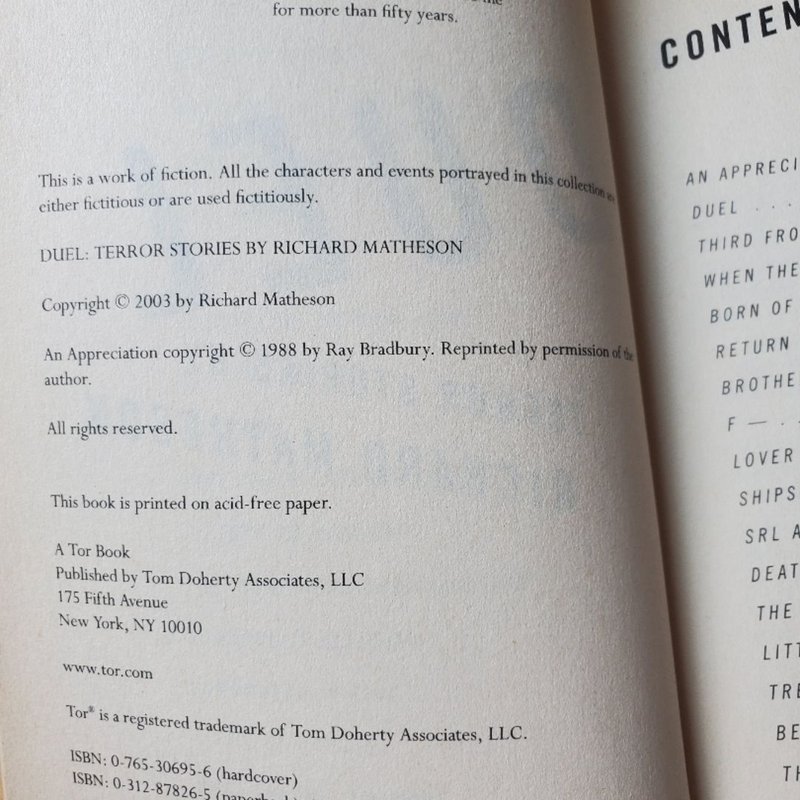 for more than fifty years.
This is a work of fiction. All the characters and events portrayed in this collection are
either fictitious or are used fictitiously.
DUEL: TERROR STORIES BY RICHARD MATHESON
Copyright © 2003 by Richard Matheson
An Appreciation copyright © 1988 by Ray Bradbury. Reprinted by permission of the
author.
All rights reserved.
This book is printed on acid-free paper.
A Tor Book
Published by Tom Doherty Associates, LLC
175 Fifth Avenue
New York, NY 10010
www.tor.com
Tor® is a registered trademark of Tom Doherty Associates, LLC.
ISBN: 0-765-30695-6 (hardcover)
ISBN: 0-312-87826-5
CONTEN
AN APPRECI
DUEL . . .
THIRD FRO
WHEN THE
BORN OF
RETURN
BROTHE
F — . .
LOVER
SHIPS
SRL A
DEAT
THE
LITT
TRE
BE
TH